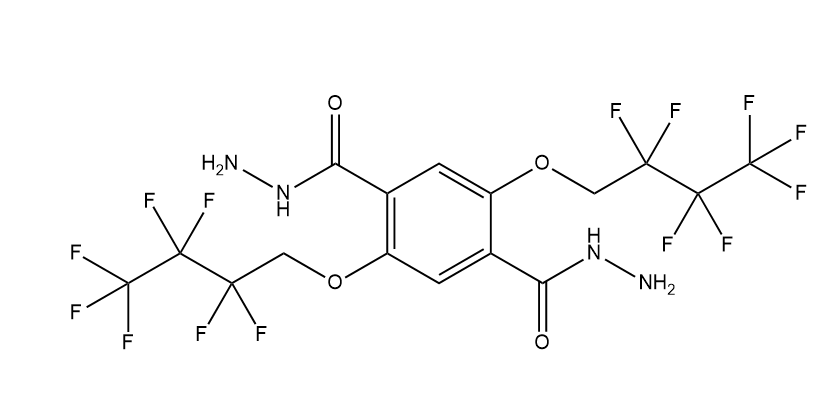 O F F F F
H₂N O F
N
H F
F F H
F F F N
O NH₂
F F F O
F